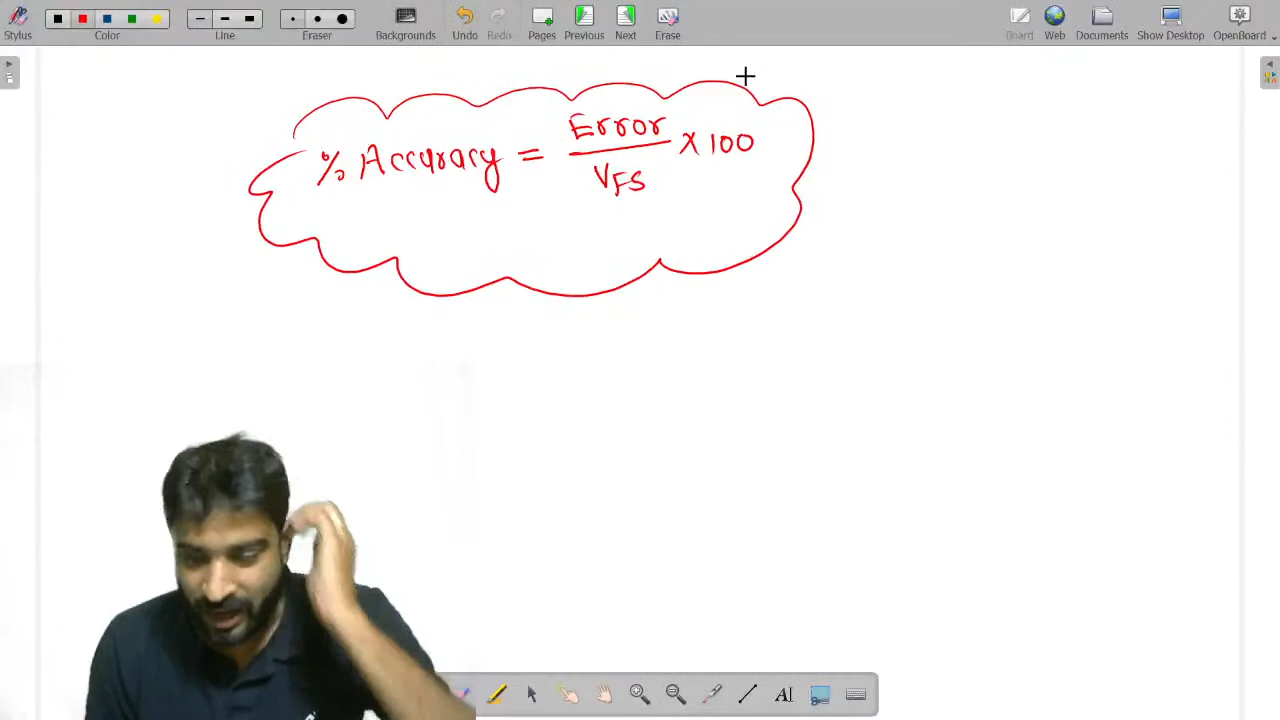 Stylus Color Line Eraser Backgrounds Undo Redo Pages Previous Next Erase Board Web Documents Show Desktop OpenBoard
% Accuracy = Error / VFS × 100
AI